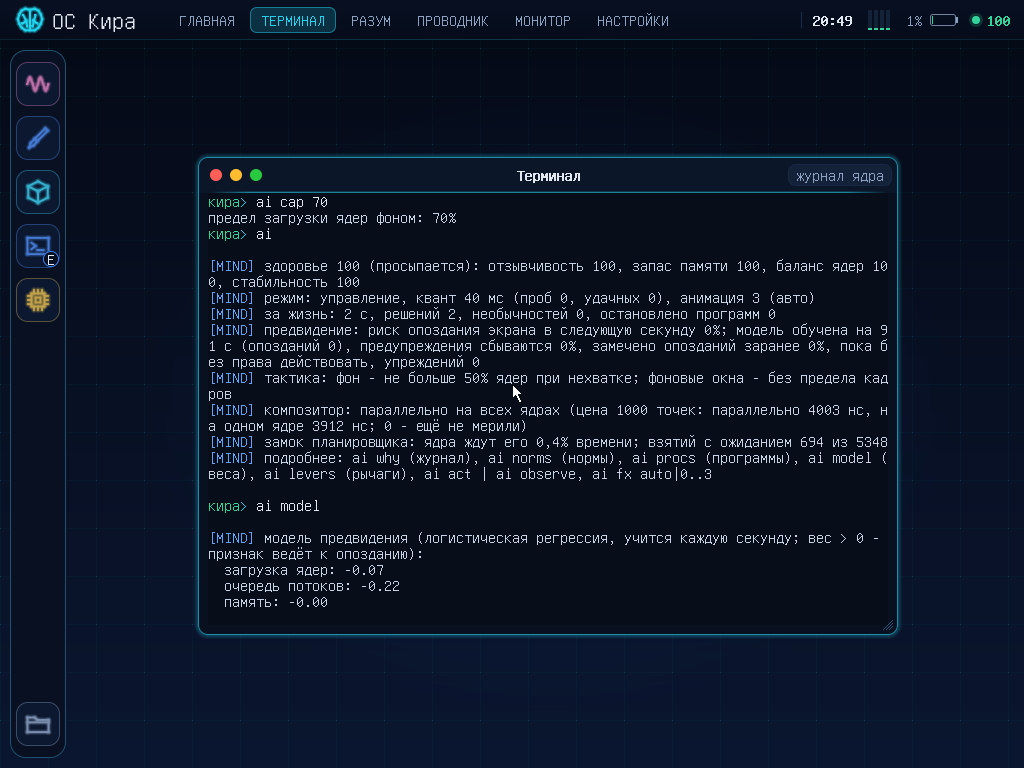 ОС Кира ГЛАВНАЯ ТЕРМИНАЛ РАЗУМ ПРОВОДНИК МОНИТОР НАСТРОЙКИ 20:49 1% 100
Терминал журнал ядра
кира> ai cap 70
предел загрузки ядер фоном: 70%
кира> ai
[MIND] здоровье 100 (просыпается): отзывчивость 100, запас памяти 100, баланс ядер 10
0, стабильность 100
[MIND] режим: управление, квант 40 мс (проб 0, удачных 0), анимация 3 (авто)
[MIND] за жизнь: 2 с, решений 2, необычностей 0, остановлено программ 0
[MIND] предвидение: риск опоздания экрана в следующую секунду 0%; модель обучена на 9
1 с (опозданий 0), предупреждения сбываются 0%, замечено опозданий заранее 0%, пока б
ез права действовать, упреждений 0
[MIND] тактика: фон - не больше 50% ядер при нехватке; фоновые окна - без предела кад
ров
[MIND] композитор: параллельно на всех ядрах (цена 1000 точек: параллельно 4003 нс, н
а одном ядре 3912 нс; 0 - ещё не мерили)
[MIND] замок планировщика: ядра ждут его 0,4% времени; взятий с ожиданием 694 из 5348
[MIND] подробнее: ai why (журнал), ai norms (нормы), ai procs (программы), ai model (
веса), ai levers (рычаги), ai act | ai observe, ai fx auto|0..3
кира> ai model
[MIND] модель предвидения (логистическая регрессия, учится каждую секунду; вес > 0 -
признак ведёт к опозданию):
загрузка ядер: -0.07
очередь потоков: -0.22
память: -0.00
E